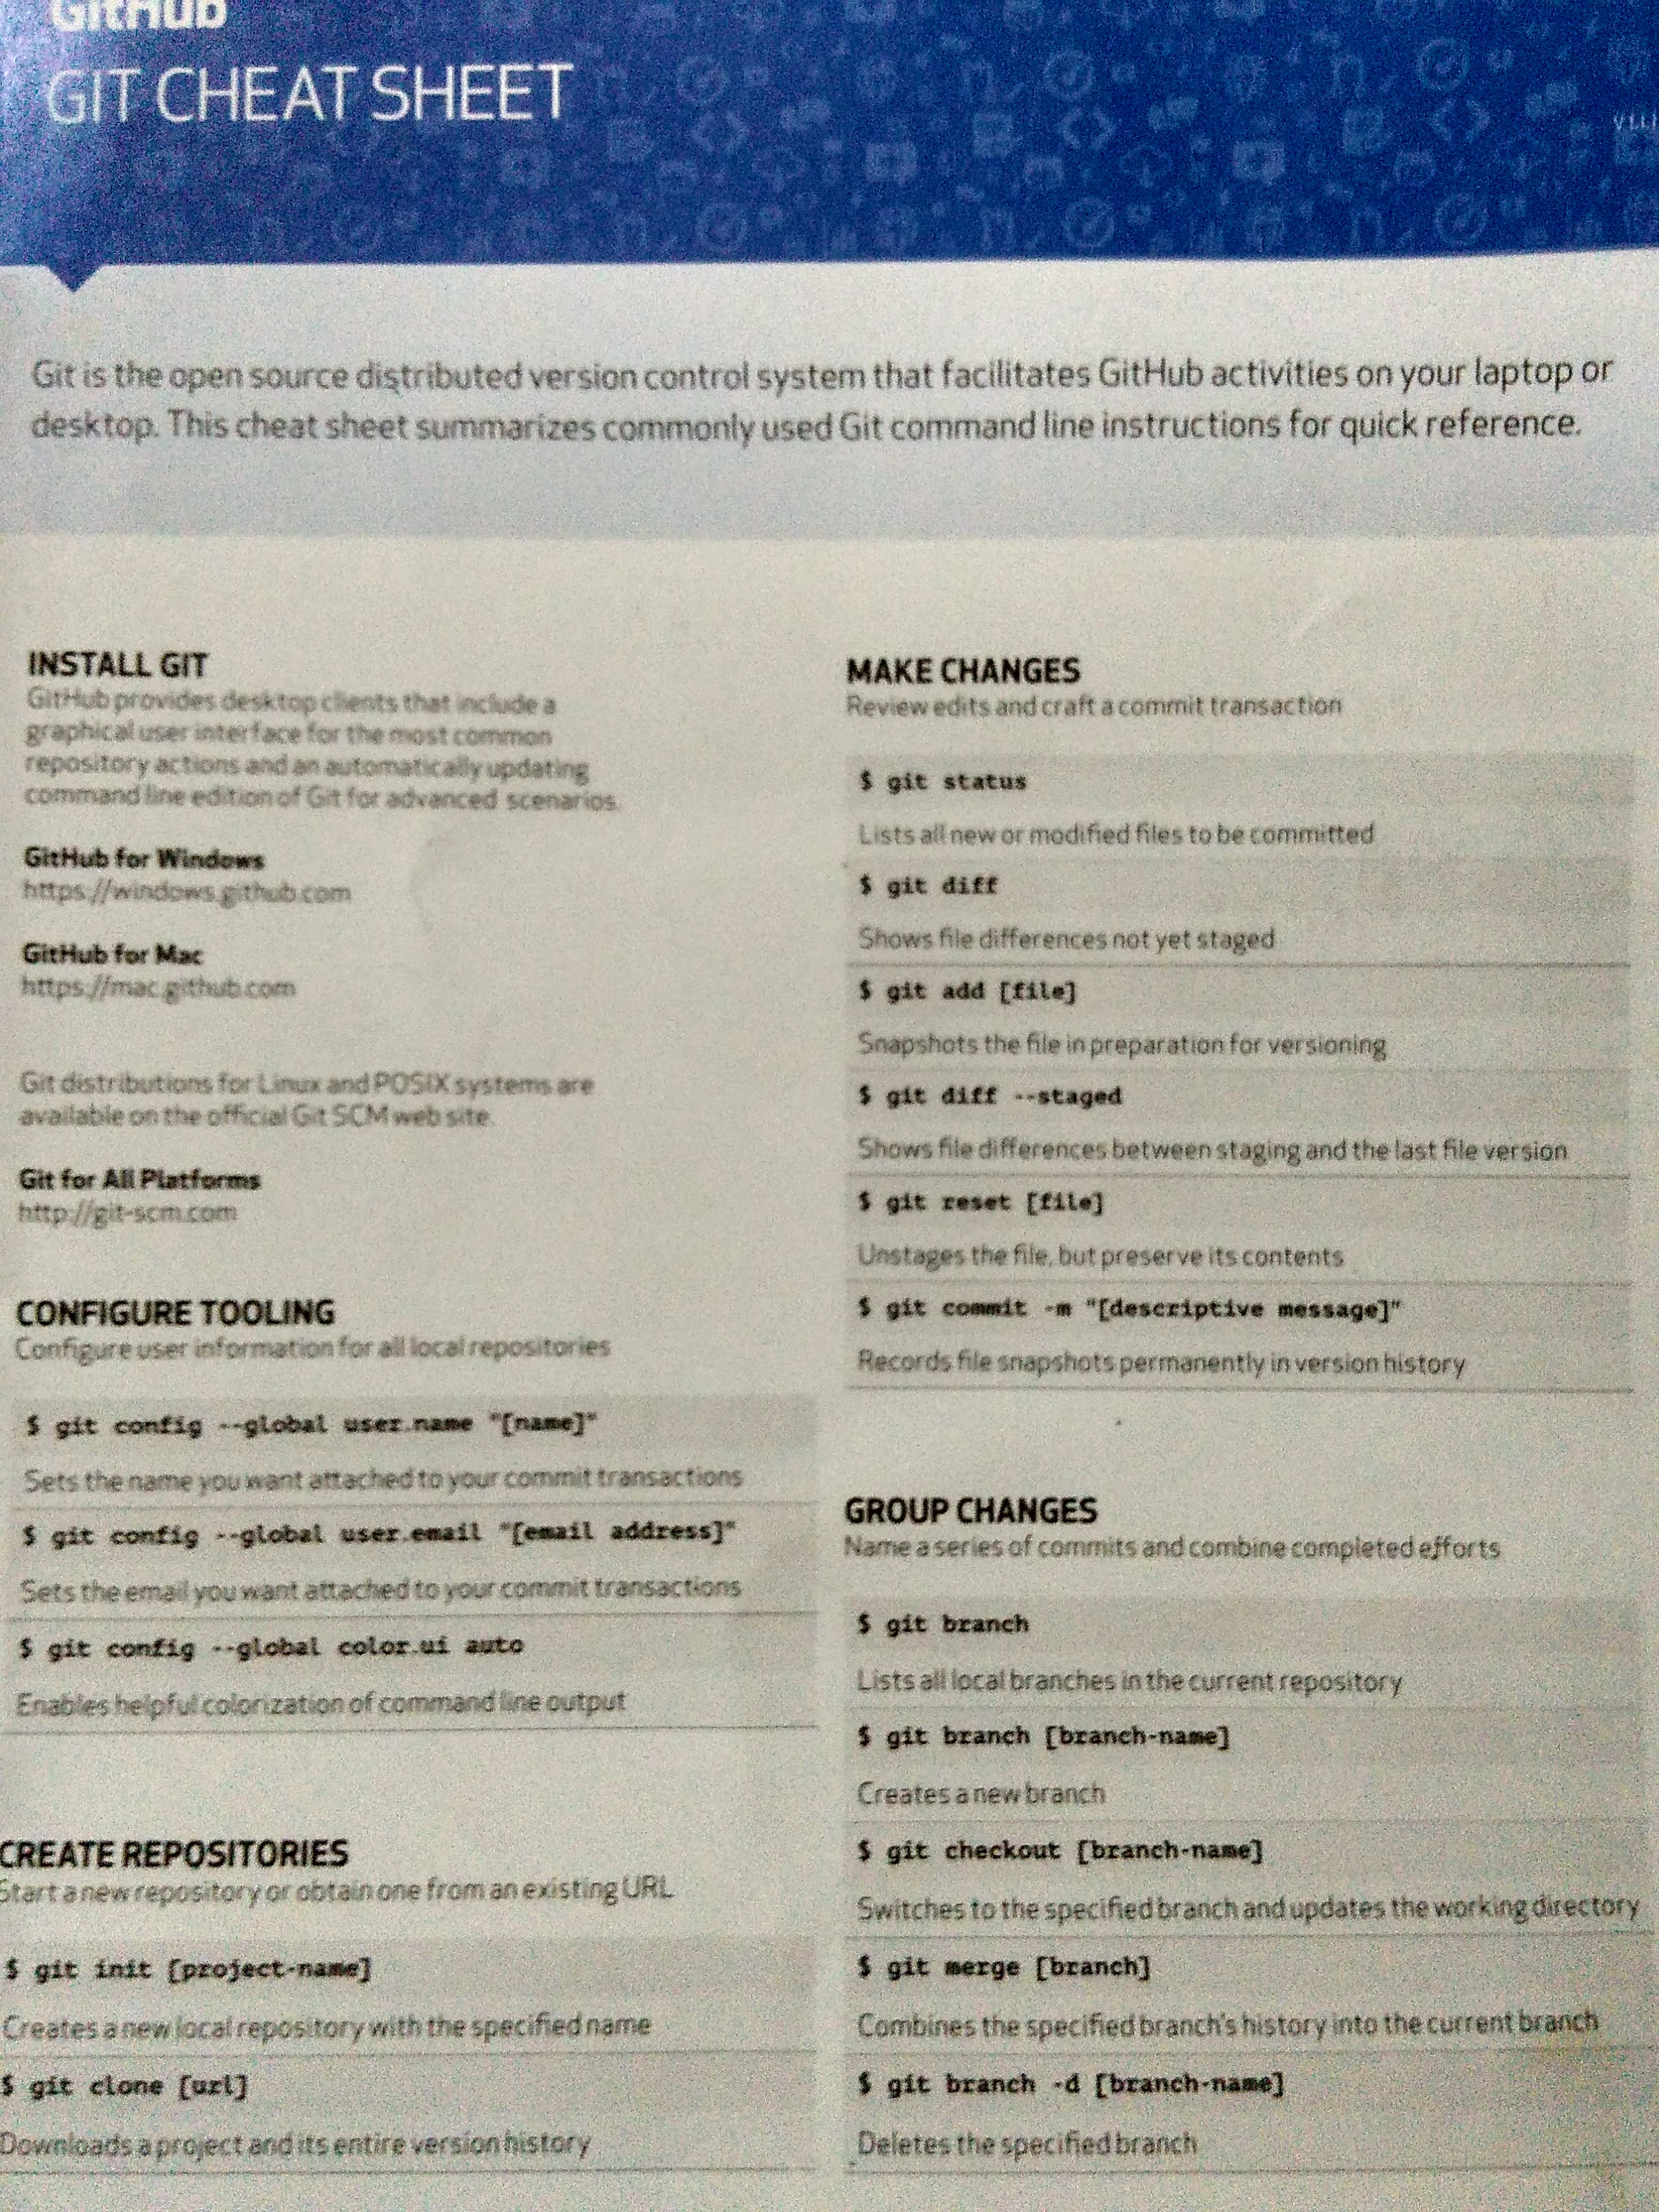 GitHub
GIT CHEAT SHEET
Git is the open source distributed version control system that facilitates GitHub activities on your laptop or
desktop. This cheat sheet summarizes commonly used Git command line instructions for quick reference.
INSTALL GIT
GitHub provides desktop clients that include a
graphical user interface for the most common
repository actions and an automatically updating
command line edition of Git for advanced scenarios.
GitHub for Windows
https://windows.github.com
GitHub for Mac
https://mac.github.com
Git distributions for Linux and POSIX systems are
available on the official Git SCM web site.
Git for All Platforms
http://git-scm.com
CONFIGURE TOOLING
Configure user information for all local repositories
$ git config --global user.name "[name]"
Sets the name you want attached to your commit transactions
$ git config --global user.email "[email address]"
Sets the email you want attached to your commit transactions
$ git config --global color.ui auto
Enables helpful colorization of command line output
CREATE REPOSITORIES
Start a new repository or obtain one from an existing URL
$ git init [project-name]
Creates a new local repository with the specified name
$ git clone [url]
Downloads a project and its entire version history
MAKE CHANGES
Review edits and craft a commit transaction
$ git status
Lists all new or modified files to be committed
$ git diff
Shows file differences not yet staged
$ git add [file]
Snapshots the file in preparation for versioning
$ git diff --staged
Shows file differences between staging and the last file version
$ git reset [file]
Unstages the file, but preserve its contents
$ git commit -m "[descriptive message]"
Records file snapshots permanently in version history
GROUP CHANGES
Name a series of commits and combine completed efforts
$ git branch
Lists all local branches in the current repository
$ git branch [branch-name]
Creates a new branch
$ git checkout [branch-name]
Switches to the specified branch and updates the working directory
$ git merge [branch]
Combines the specified branch's history into the current branch
$ git branch -d [branch-name]
Deletes the specified branch